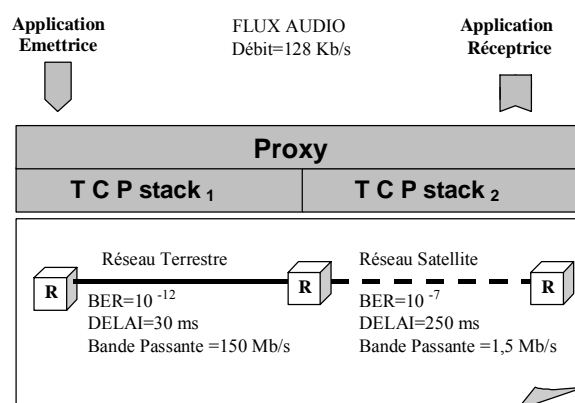 Application
Emettrice
FLUX AUDIO
Débit=128 Kb/s
Application
Réceptrice
Proxy
T C P stack 1
T C P stack 2
Réseau Terrestre
Réseau Satellite
R
R
R
BER=10 -12
DELAI=30 ms
Bande Passante =150 Mb/s
BER=10 -7
DELAI=250 ms
Bande Passante =1,5 Mb/s